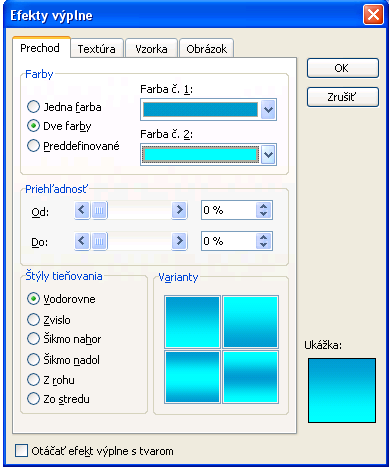 Efekty výplne
Prechod Textúra Vzorka Obrázok
OK
Zrušiť
Farby
Jedna farba
Dve farby
Preddefinované
Farba č. 1:
Farba č. 2:
Priehľadnosť
Od: 0 %
Do: 0 %
Štýly tieňovania
Vodorovne
Zvislo
Šikmo nahor
Šikmo nadol
Z rohu
Zo stredu
Varianty
Ukážka:
Otáčať efekt výplne s tvarom